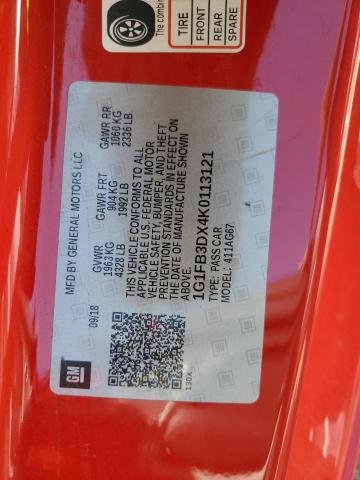 The combin
TIRE
FRONT
REAR
SPARE
MFD BY GENERAL MOTORS LLC
09/18
GVWR GAWR FRT GAWR RR
1963 KG 904 KG 1060 KG
4328 LB 1992 LB 2336 LB
THIS VEHICLE CONFORMS TO ALL
APPLICABLE U.S. FEDERAL MOTOR
VEHICLE SAFETY, BUMPER, AND THEFT
PREVENTION STANDARDS IN EFFECT ON
THE DATE OF MANUFACTURE SHOWN
ABOVE.
1G1FB3DX4K0113121
TYPE: PASS CAR
MODEL: 411AG67
GM
130X